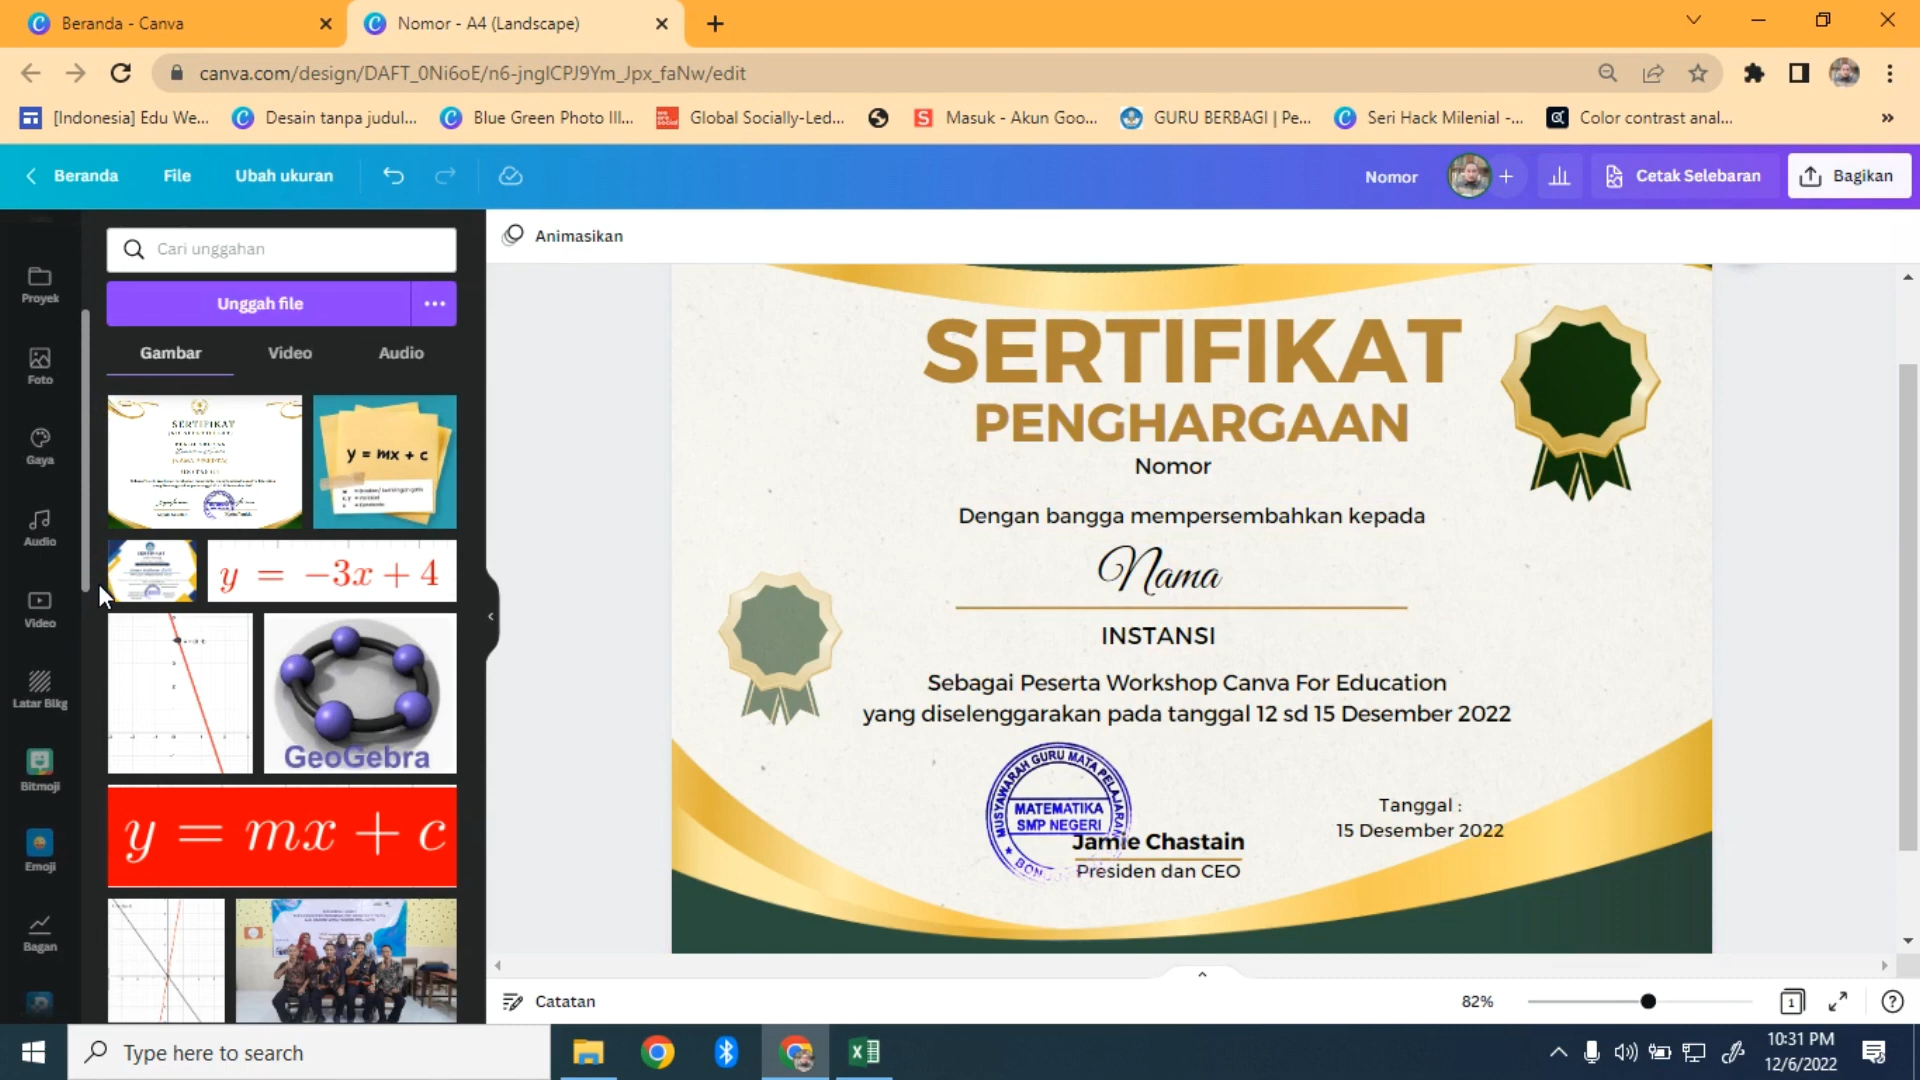 Beranda - Canva
Nomor - A4 (Landscape)
canva.com/design/DAFT_0Ni6oE/n6-jnglCPJ9Ym_Jpx_faNw/edit
[Indonesia] Edu We...
Desain tanpa judul...
Blue Green Photo Ill...
Global Socially-Led...
Masuk - Akun Goo...
GURU BERBAGI | Pe...
Seri Hack Milenial -...
Color contrast anal...
Beranda
File
Ubah ukuran
Nomor
Cetak Selebaran
Bagikan
Proyek
Foto
Gaya
Audio
Video
Latar Blkg
Bitmoji
Emoji
Bagan
Cari unggahan
Unggah file
Gambar
Video
Audio
SERTIFIKAT
y = mx + c
y = -3x + 4
GeoGebra
y = mx + c
Animasikan
SERTIFIKAT
PENGHARGAAN
Nomor
Dengan bangga mempersembahkan kepada
Nama
INSTANSI
Sebagai Peserta Workshop Canva For Education
yang diselenggarakan pada tanggal 12 sd 15 Desember 2022
MUSYAWARAH GURU MATA PELAJARAN
MATEMATIKA
SMP NEGERI
Jamie Chastain
Presiden dan CEO
Tanggal :
15 Desember 2022
Catatan
82%
1
Type here to search
10:31 PM
12/6/2022